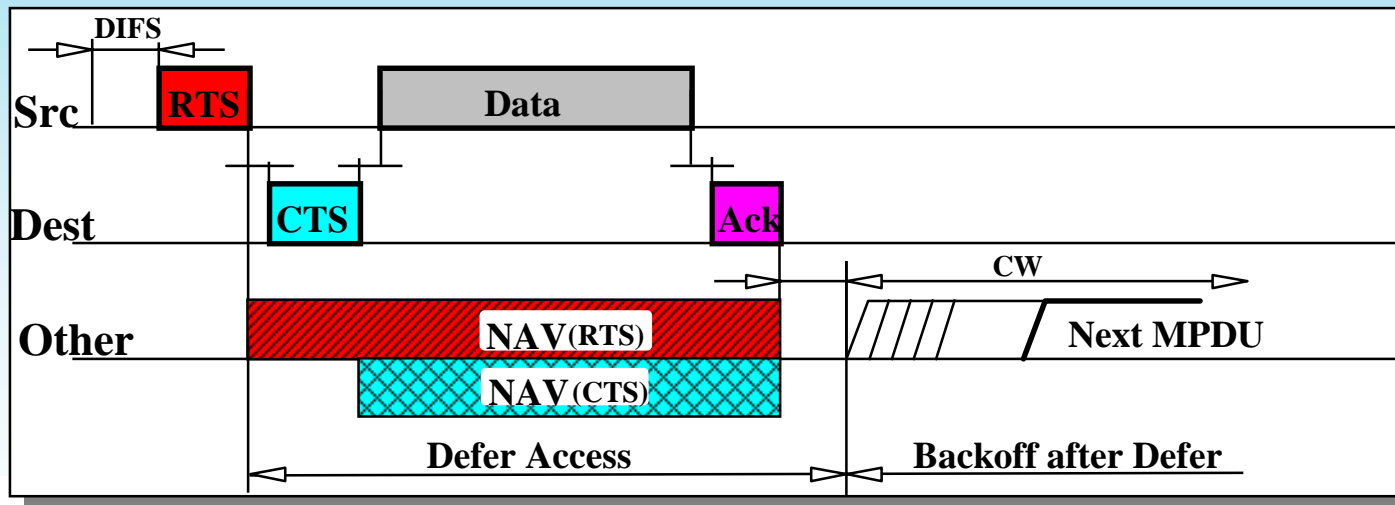 DIFS
Src
RTS
Data
Dest
CTS
Ack
CW
Other
NAV(RTS)
Next MPDU
NAV(CTS)
Defer Access
Backoff after Defer